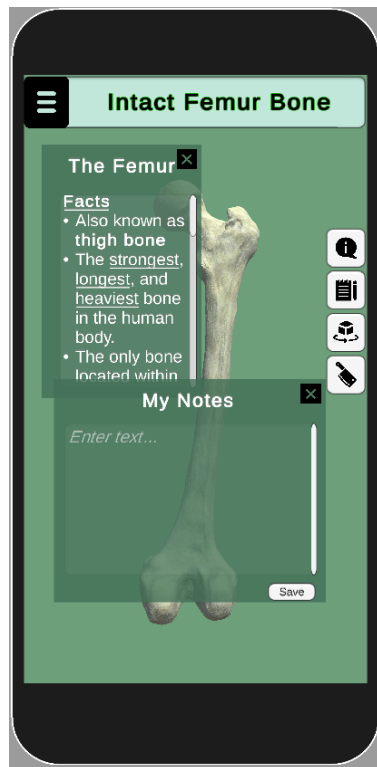 Intact Femur Bone
The Femur
Facts
• Also known as
thigh bone
• The strongest,
longest, and
heaviest bone
in the human
body.
• The only bone
located within
My Notes
Enter text...
Save